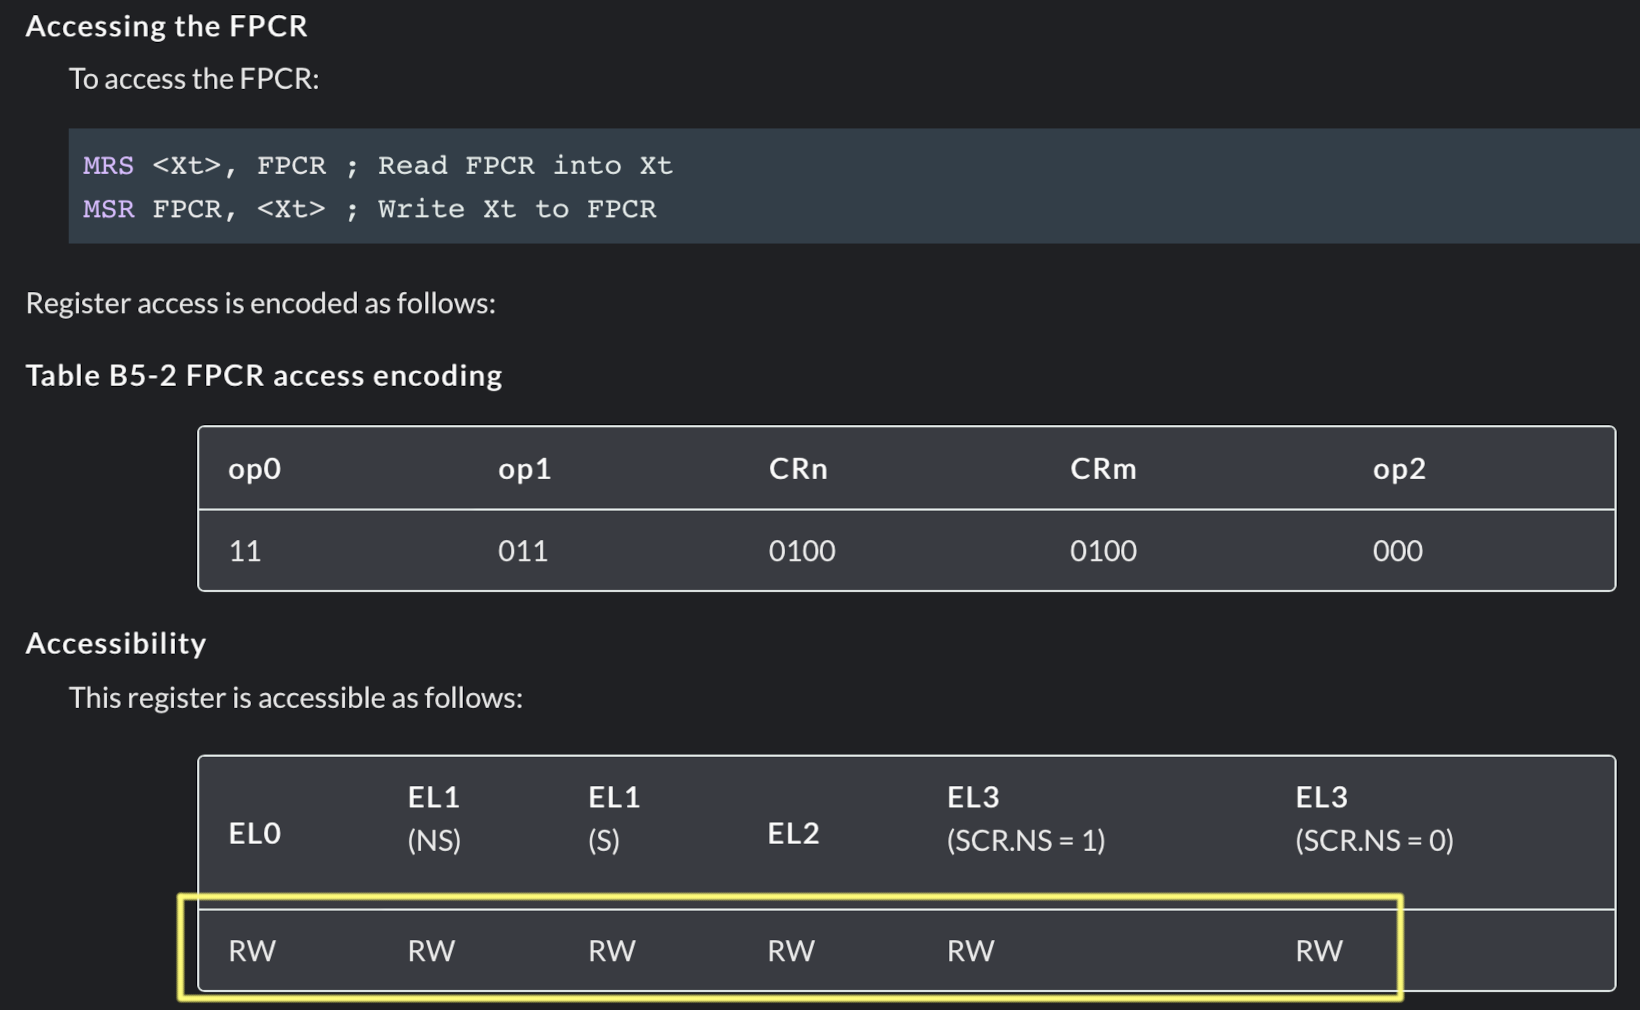 Accessing the FPCR
To access the FPCR:
MRS <Xt>, FPCR ; Read FPCR into Xt
MSR FPCR, <Xt> ; Write Xt to FPCR
Register access is encoded as follows:
Table B5-2 FPCR access encoding
op0 op1 CRn CRm op2
11 011 0100 0100 000
Accessibility
This register is accessible as follows:
EL0 EL1 (NS) EL1 (S) EL2 EL3 (SCR.NS = 1) EL3 (SCR.NS = 0)
RW RW RW RW RW RW